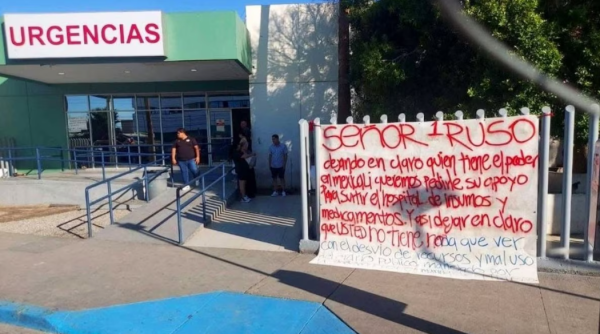 URGENCIAS
SEÑOR 1 RUSO
dejando en claro quien tiene el poder
en mexicali queremos Pedirle su apoyo
Para surtir el hospital de insumos y
medicamentos. Y asi dejar en claro
que USTED no tiene nada que ver
con el desvio de recursos y mal uso